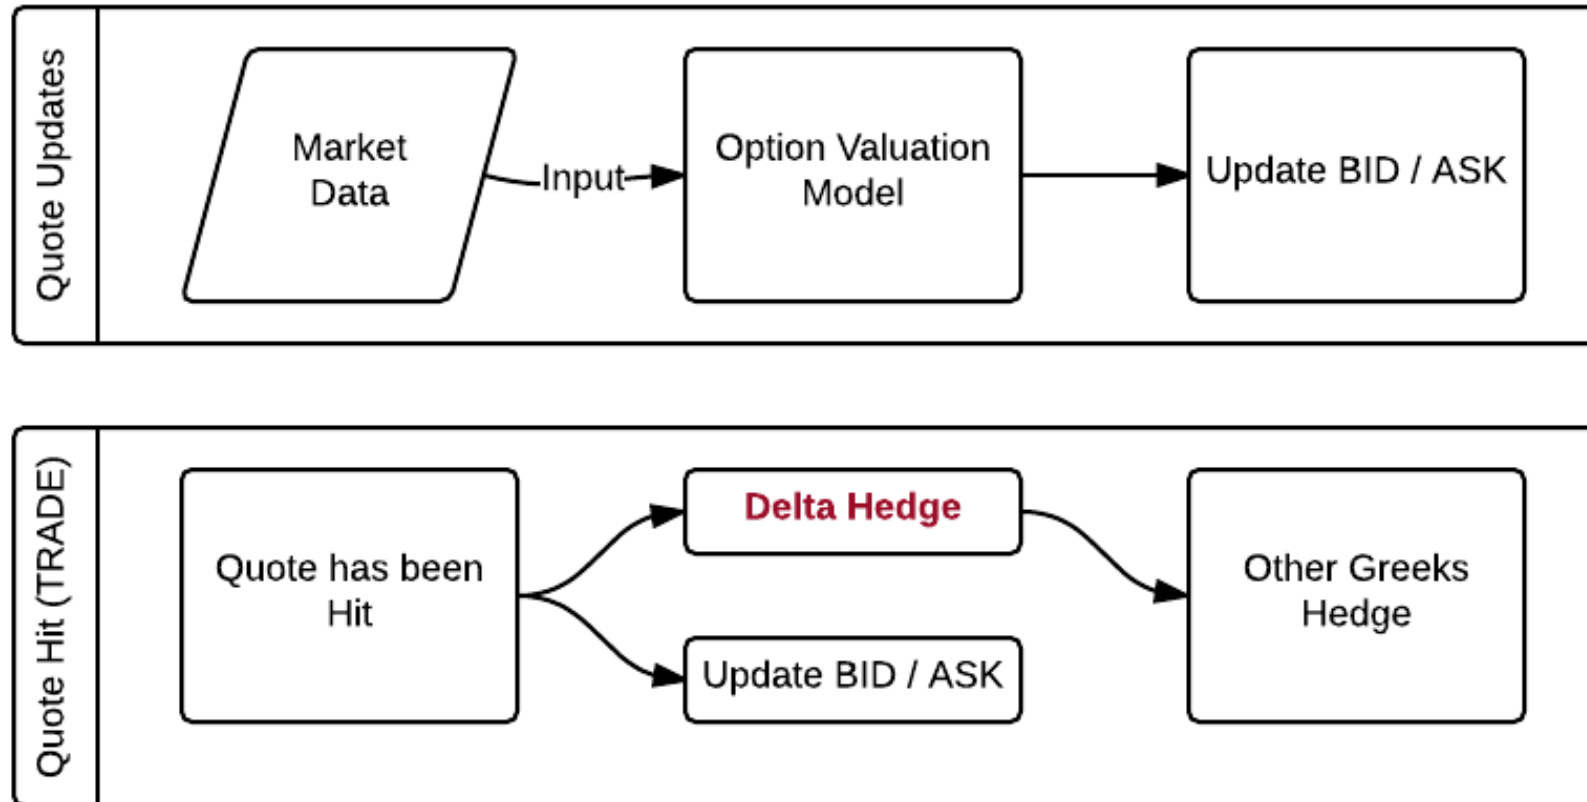 Quote Updates
Market
Data
Input
Option Valuation
Model
Update BID / ASK
Quote Hit (TRADE)
Quote has been
Hit
Delta Hedge
Update BID / ASK
Other Greeks
Hedge